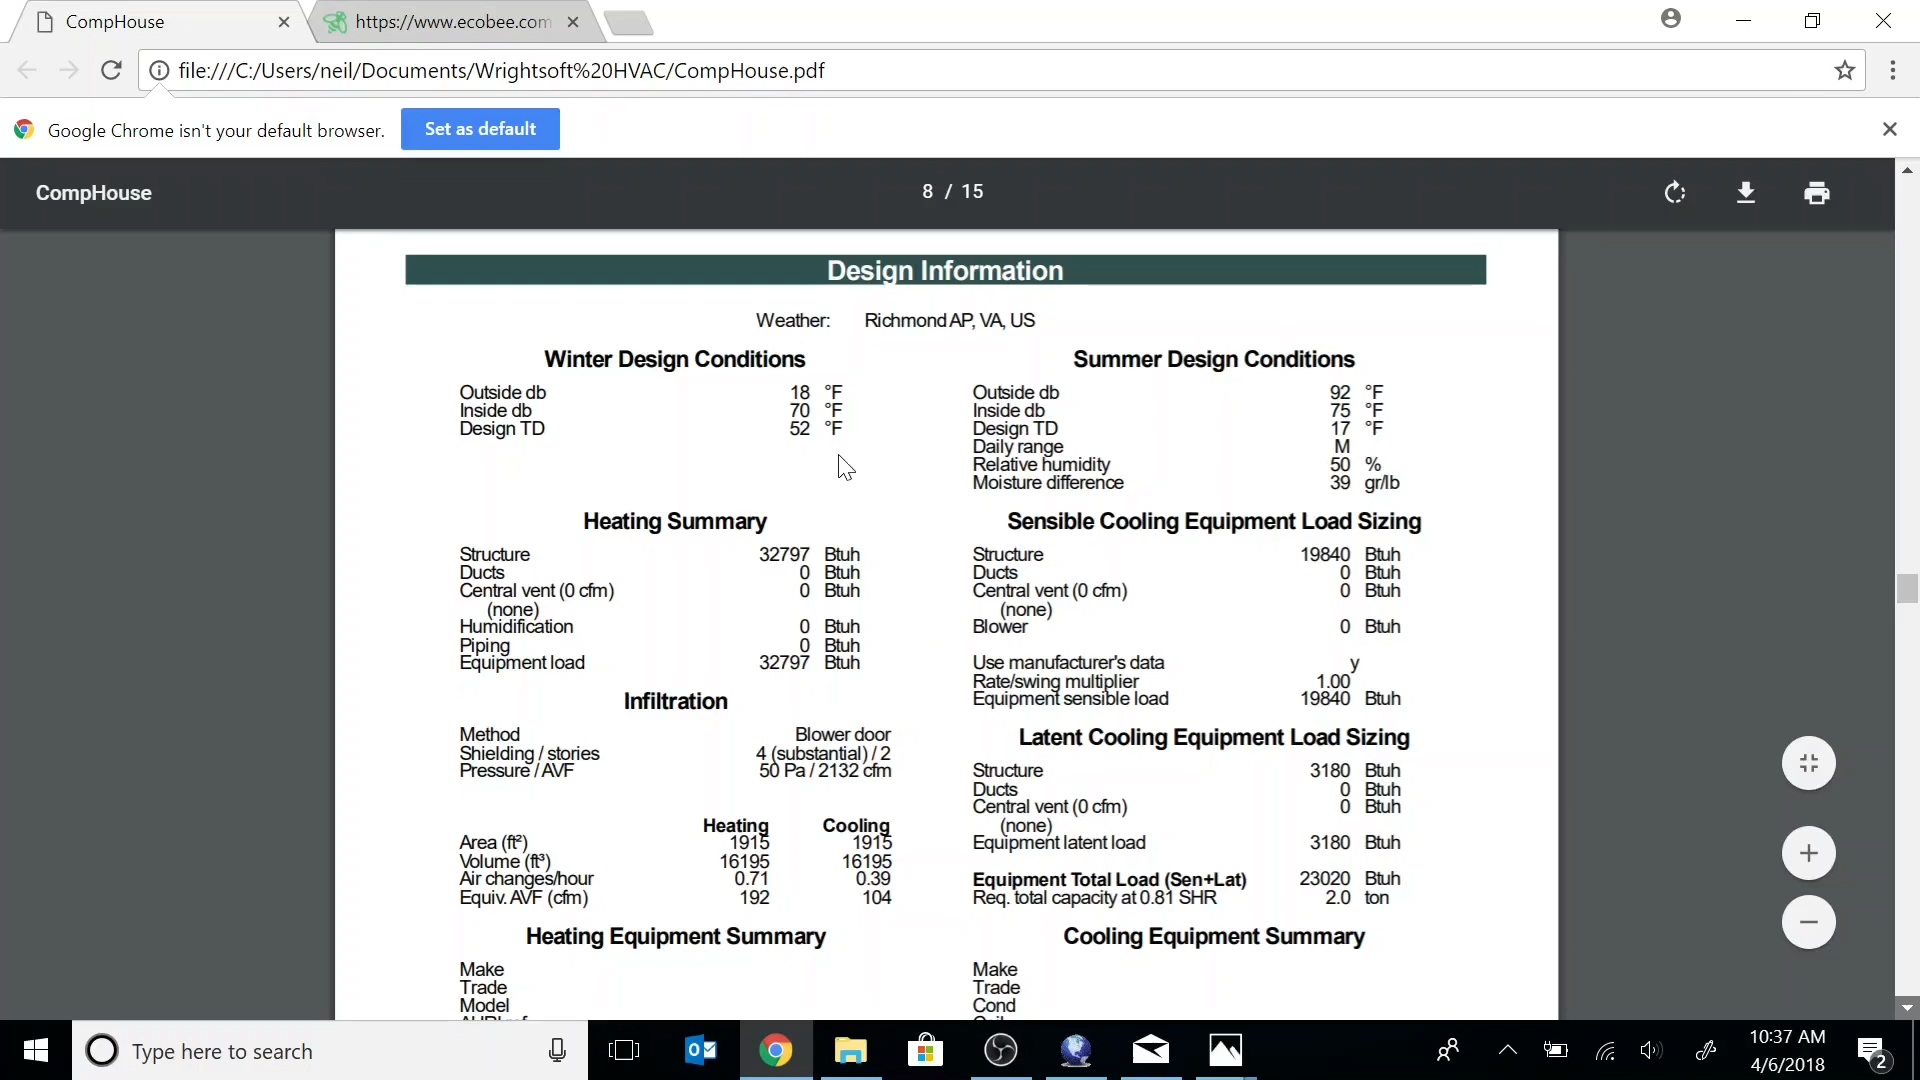 CompHouse
https://www.ecobee.com
file:///C:/Users/neil/Documents/Wrightsoft%20HVAC/CompHouse.pdf
Google Chrome isn't your default browser. Set as default
CompHouse
8 / 15
Design Information
Weather: Richmond AP, VA, US
Winter Design Conditions
Outside db 18 °F
Inside db 70 °F
Design TD 52 °F
Summer Design Conditions
Outside db 92 °F
Inside db 75 °F
Design TD 17 °F
Daily range M
Relative humidity 50 %
Moisture difference 39 gr/lb
Heating Summary
Structure 32797 Btuh
Ducts 0 Btuh
Central vent (0 cfm) 0 Btuh
(none)
Humidification 0 Btuh
Piping 0 Btuh
Equipment load 32797 Btuh
Sensible Cooling Equipment Load Sizing
Structure 19840 Btuh
Ducts 0 Btuh
Central vent (0 cfm) 0 Btuh
(none)
Blower 0 Btuh
Use manufacturer's data y
Rate/swing multiplier 1.00
Equipment sensible load 19840 Btuh
Infiltration
Method Blower door
Shielding / stories 4 (substantial) / 2
Pressure / AVF 50 Pa / 2132 cfm
Heating Cooling
Area (ft²) 1915 1915
Volume (ft³) 16195 16195
Air changes/hour 0.71 0.39
Equiv. AVF (cfm) 192 104
Latent Cooling Equipment Load Sizing
Structure 3180 Btuh
Ducts 0 Btuh
Central vent (0 cfm) 0 Btuh
(none)
Equipment latent load 3180 Btuh
Equipment Total Load (Sen+Lat) 23020 Btuh
Req. total capacity at 0.81 SHR 2.0 ton
Heating Equipment Summary
Make
Trade
Model
Cooling Equipment Summary
Make
Trade
Cond
Type here to search
10:37 AM
4/6/2018
2